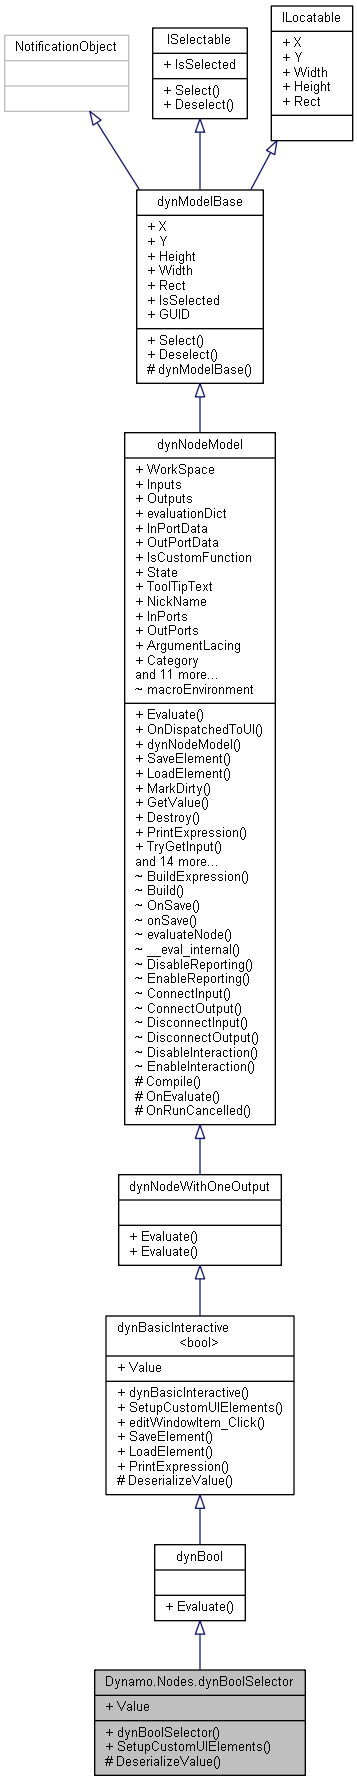 NotificationObject
ISelectable
+ IsSelected
+ Select()
+ Deselect()
ILocatable
+ X
+ Y
+ Width
+ Height
+ Rect
dynModelBase
+ X
+ Y
+ Height
+ Width
+ Rect
+ IsSelected
+ GUID
+ Select()
+ Deselect()
# dynModelBase()
dynNodeModel
+ WorkSpace
+ Inputs
+ Outputs
+ evaluationDict
+ InPortData
+ OutPortData
+ IsCustomFunction
+ State
+ ToolTipText
+ NickName
+ InPorts
+ OutPorts
+ ArgumentLacing
+ Category
and 11 more...
~ macroEnvironment
+ Evaluate()
+ OnDispatchedToUI()
+ dynNodeModel()
+ SaveElement()
+ LoadElement()
+ MarkDirty()
+ GetValue()
+ Destroy()
+ PrintExpression()
+ TryGetInput()
and 14 more...
~ BuildExpression()
~ Build()
~ OnSave()
~ onSave()
~ evaluateNode()
~ __eval_internal()
~ DisableReporting()
~ EnableReporting()
~ ConnectInput()
~ ConnectOutput()
~ DisconnectInput()
~ DisconnectOutput()
~ DisableInteraction()
~ EnableInteraction()
# Compile()
# OnEvaluate()
# OnRunCancelled()
dynNodeWithOneOutput
+ Evaluate()
+ Evaluate()
dynBasicInteractive
<bool>
+ Value
+ dynBasicInteractive()
+ SetupCustomUIElements()
+ editWindowItem_Click()
+ SaveElement()
+ LoadElement()
+ PrintExpression()
# DeserializeValue()
dynBool
+ Evaluate()
Dynamo.Nodes.dynBoolSelector
+ Value
+ dynBoolSelector()
+ SetupCustomUIElements()
# DeserializeValue()